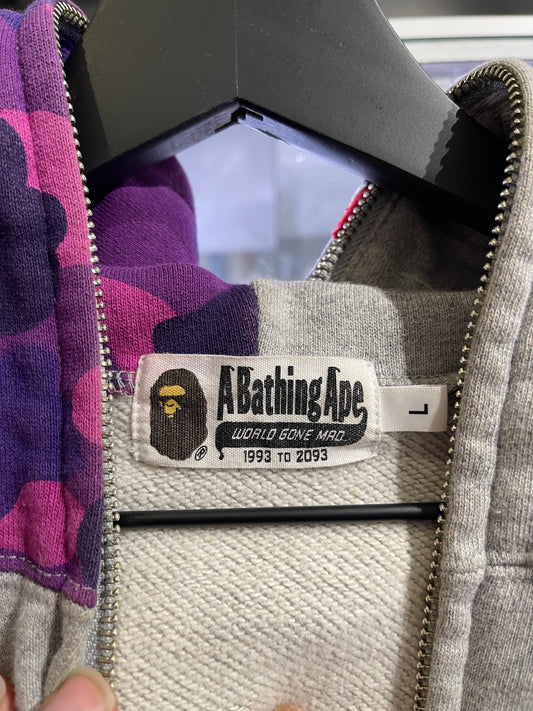 A Bathing Ape
WORLD GONE MAD
1993 TO 2093
®
L